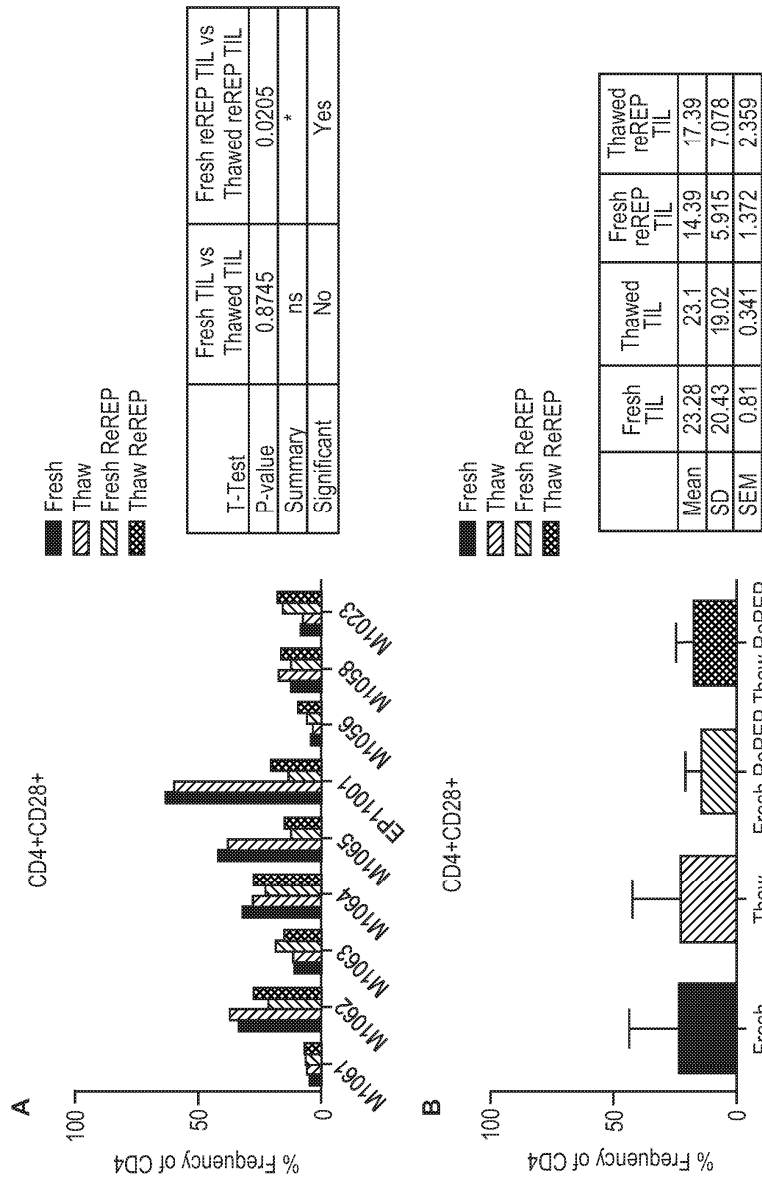 A
CD4+CD28+
% Frequency of CD4
100
50
0
M1061
M1062
M1063
M1064
M1065
EP11001
M1056
M1058
M1023
Fresh
Thaw
Fresh ReREP
Thaw ReREP
T-Test Fresh TIL vs Thawed TIL Fresh reREP TIL vs Thawed reREP TIL
P-value 0.8745 0.0205
Summary ns *
Significant No Yes
B
CD4+CD28+
% Frequency of CD4
100
50
0
Fresh Thaw Fresh ReREP Thaw ReREP
Fresh
Thaw
Fresh ReREP
Thaw ReREP
Fresh TIL Thawed TIL Fresh reREP TIL Thawed reREP TIL
Mean 23.28 23.1 14.39 17.39
SD 20.43 19.02 5.915 7.078
SEM 0.81 0.341 1.372 2.359